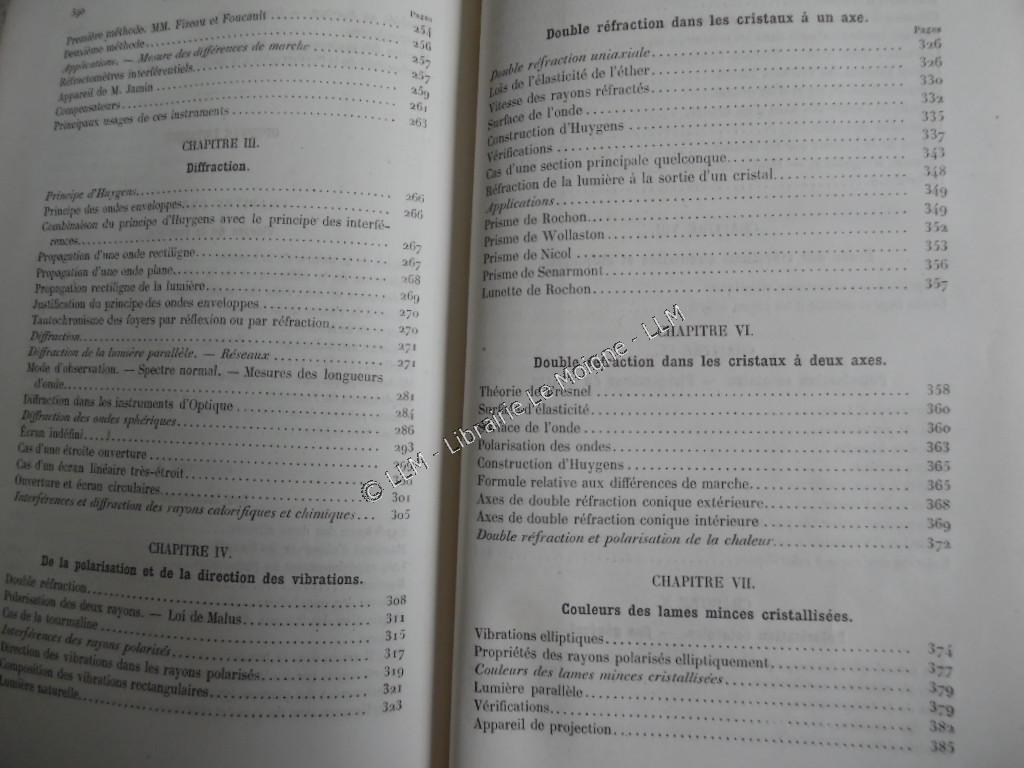 590
Pages
Première méthode. MM. Fizeau et Foucault ... 254
Deuxième méthode ... 256
Applications. — Mesure des différences de marche ... 257
Réfractomètres interférentiels ... 257
Appareil de M. Jamin ... 259
Compensateurs ... 261
Principaux usages de ces instruments ... 263
CHAPITRE III.
Diffraction.
Principe d'Huygens ... 266
Principe des ondes enveloppes ... 266
Combinaison du principe d'Huygens avec le principe des interfé-
rences ... 267
Propagation d'une onde rectiligne ... 267
Propagation d'une onde plane ... 268
Propagation rectiligne de la lumière ... 269
Justification du principe des ondes enveloppes ... 270
Tautochronisme des foyers par réflexion ou par réfraction ... 270
Diffraction ... 271
Diffraction de la lumière parallèle. — Réseaux ... 271
Mode d'observation. — Spectre normal. — Mesures des longueurs
d'onde ... 281
Diffraction dans les instruments d'Optique ... 284
Diffraction des ondes sphériques ... 286
Écran indéfini ... 293
Cas d'une étroite ouverture
Cas d'un écran linéaire très-étroit
Ouverture et écran circulaires ... 301
Interférences et diffraction des rayons calorifiques et chimiques ... 305
CHAPITRE IV.
De la polarisation et de la direction des vibrations.
Double réfraction ... 308
Polarisation des deux rayons. — Loi de Malus ... 311
Cas de la tourmaline ... 315
Interférences des rayons polarisés ... 317
Direction des vibrations dans les rayons polarisés ... 319
Composition des vibrations rectangulaires ... 321
Lumière naturelle ... 323
Double réfraction dans les cristaux à un axe.
Pages
Double réfraction uniaxiale ... 326
Lois de l'élasticité de l'éther ... 326
Vitesse des rayons réfractés ... 330
Surface de l'onde ... 332
Construction d'Huygens ... 335
Vérifications ... 337
Cas d'une section principale quelconque ... 343
Réfraction de la lumière à la sortie d'un cristal ... 348
Applications ... 349
Prisme de Rochon ... 349
Prisme de Wollaston ... 352
Prisme de Nicol ... 353
Prisme de Senarmont ... 356
Lunette de Rochon ... 357
CHAPITRE VI.
Double réfraction dans les cristaux à deux axes.
Théorie de Fresnel ... 358
Surface d'élasticité ... 360
Surface de l'onde ... 360
Polarisation des ondes ... 363
Construction d'Huygens ... 365
Formule relative aux différences de marche ... 365
Axes de double réfraction conique extérieure ... 368
Axes de double réfraction conique intérieure ... 369
Double réfraction et polarisation de la chaleur ... 372
CHAPITRE VII.
Couleurs des lames minces cristallisées.
Vibrations elliptiques ... 374
Propriétés des rayons polarisés elliptiquement ... 377
Couleurs des lames minces cristallisées ... 379
Lumière parallèle ... 379
Vérifications ... 382
Appareil de projection ... 385
© LLM - Librairie Le Moigne - LLM